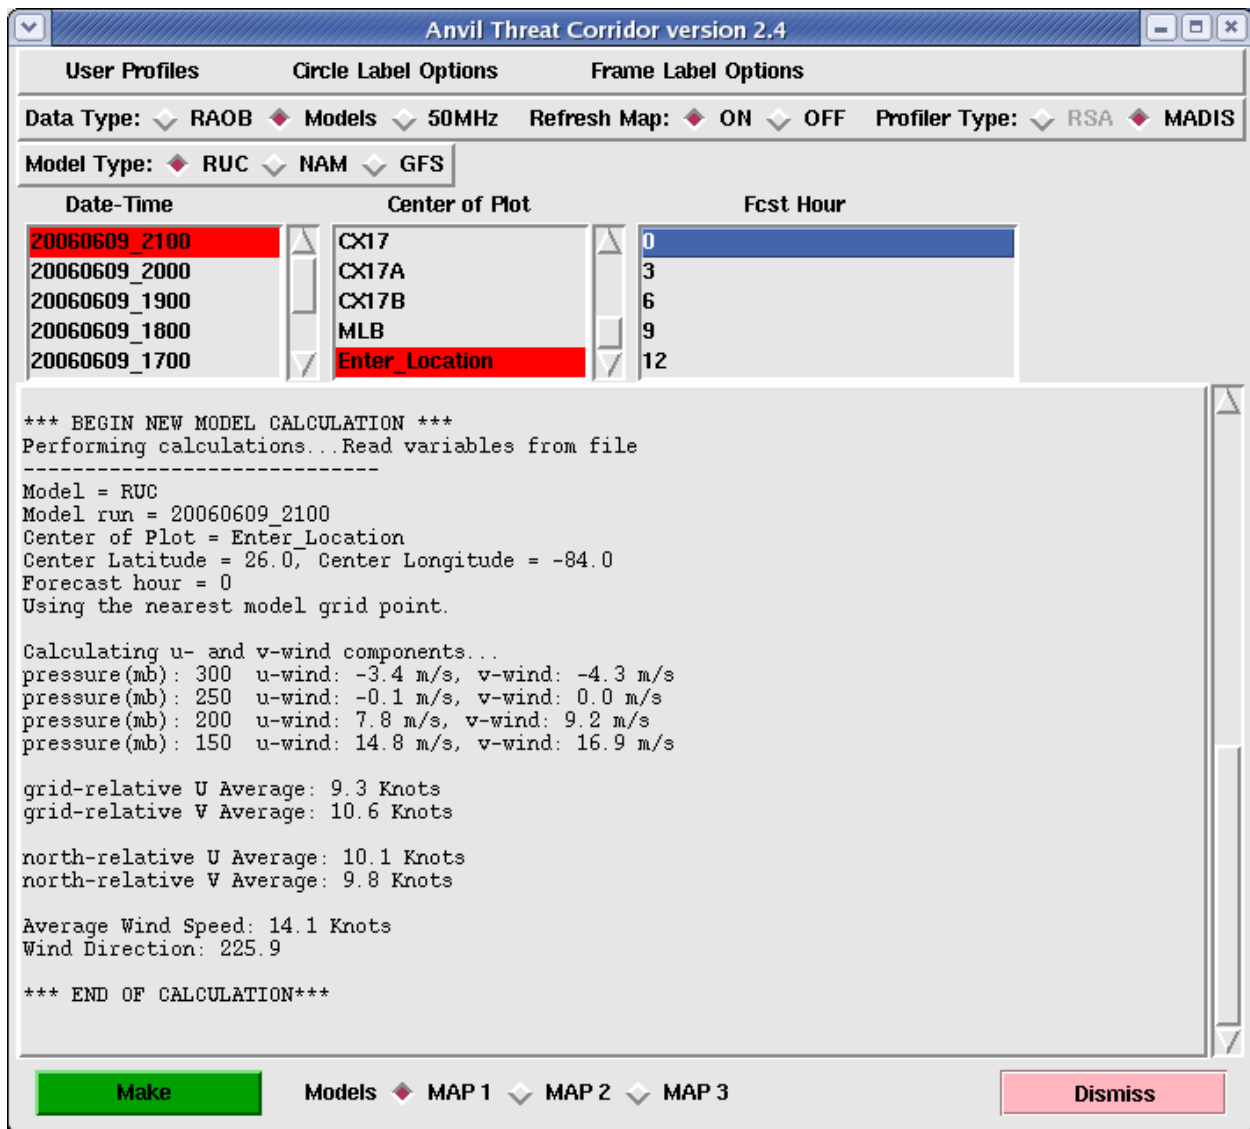 Anvil Threat Corridor version 2.4
User Profiles Circle Label Options Frame Label Options
Data Type: RAOB Models 50MHz Refresh Map: ON OFF Profiler Type: RSA MADIS
Model Type: RUC NAM GFS
Date-Time Center of Plot Fcst Hour
20060609_2100 CX17 0
20060609_2000 CX17A 3
20060609_1900 CX17B 6
20060609_1800 MLB 9
20060609_1700 Enter_Location 12
*** BEGIN NEW MODEL CALCULATION ***
Performing calculations...Read variables from file
-----------------------------
Model = RUC
Model run = 20060609_2100
Center of Plot = Enter_Location
Center Latitude = 26.0, Center Longitude = -84.0
Forecast hour = 0
Using the nearest model grid point.
Calculating u- and v-wind components...
pressure(mb): 300 u-wind: -3.4 m/s, v-wind: -4.3 m/s
pressure(mb): 250 u-wind: -0.1 m/s, v-wind: 0.0 m/s
pressure(mb): 200 u-wind: 7.8 m/s, v-wind: 9.2 m/s
pressure(mb): 150 u-wind: 14.8 m/s, v-wind: 16.9 m/s
grid-relative U Average: 9.3 Knots
grid-relative V Average: 10.6 Knots
north-relative U Average: 10.1 Knots
north-relative V Average: 9.8 Knots
Average Wind Speed: 14.1 Knots
Wind Direction: 225.9
*** END OF CALCULATION***
Make Models MAP 1 MAP 2 MAP 3 Dismiss